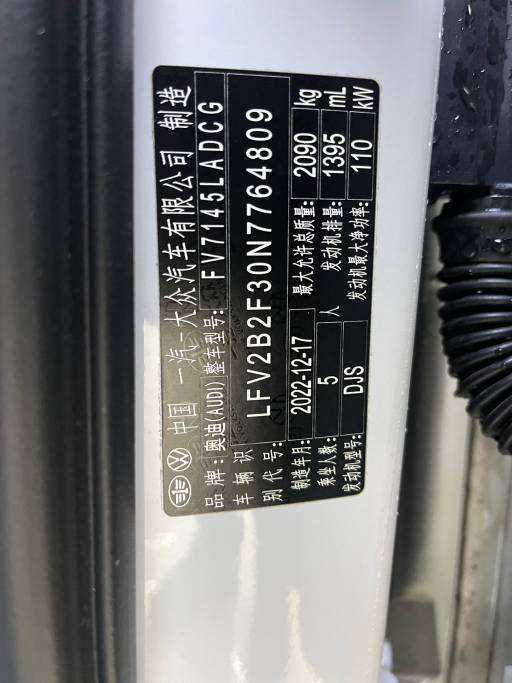 中国 一汽-大众汽车有限公司 制造
品牌:奥迪(AUDI) 整车型号:FV7145LADCG
车辆识别代号: LFV2B2F30N7764809
制造年月: 2022-12-17 最大允许总质量: 2090 kg
乘坐人数: 5 人 发动机排量: 1395 mL
发动机型号: DJS 发动机最大净功率: 110 kW